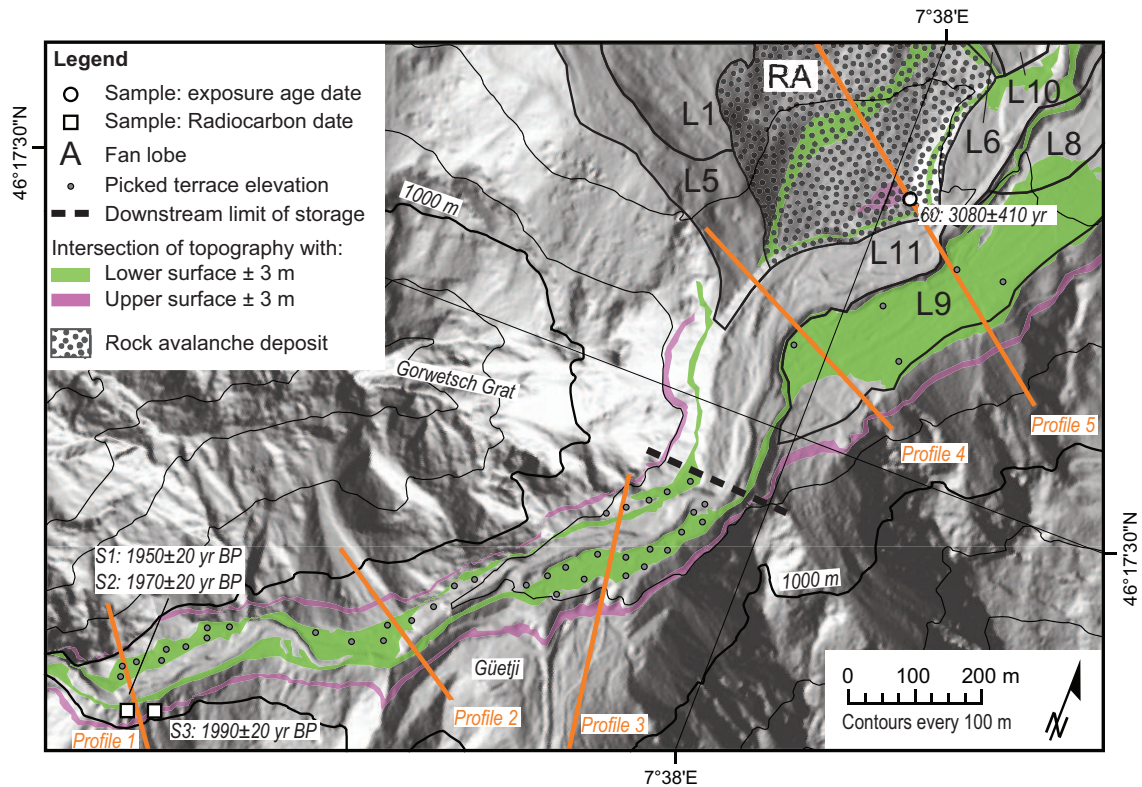 7°38'E
46°17'30"N
Legend
Sample: exposure age date
Sample: Radiocarbon date
A Fan lobe
Picked terrace elevation
Downstream limit of storage
Intersection of topography with:
Lower surface ± 3 m
Upper surface ± 3 m
Rock avalanche deposit
RA
L1
L5
L10
L6
L8
60: 3080±410 yr
L11
L9
1000 m
Gorwetsch Grat
Profile 5
Profile 4
S1: 1950±20 yr BP
S2: 1970±20 yr BP
1000 m
46°17'30"N
Güetji
Profile 2
Profile 3
Profile 1
S3: 1990±20 yr BP
0 100 200 m
Contours every 100 m
N
7°38'E